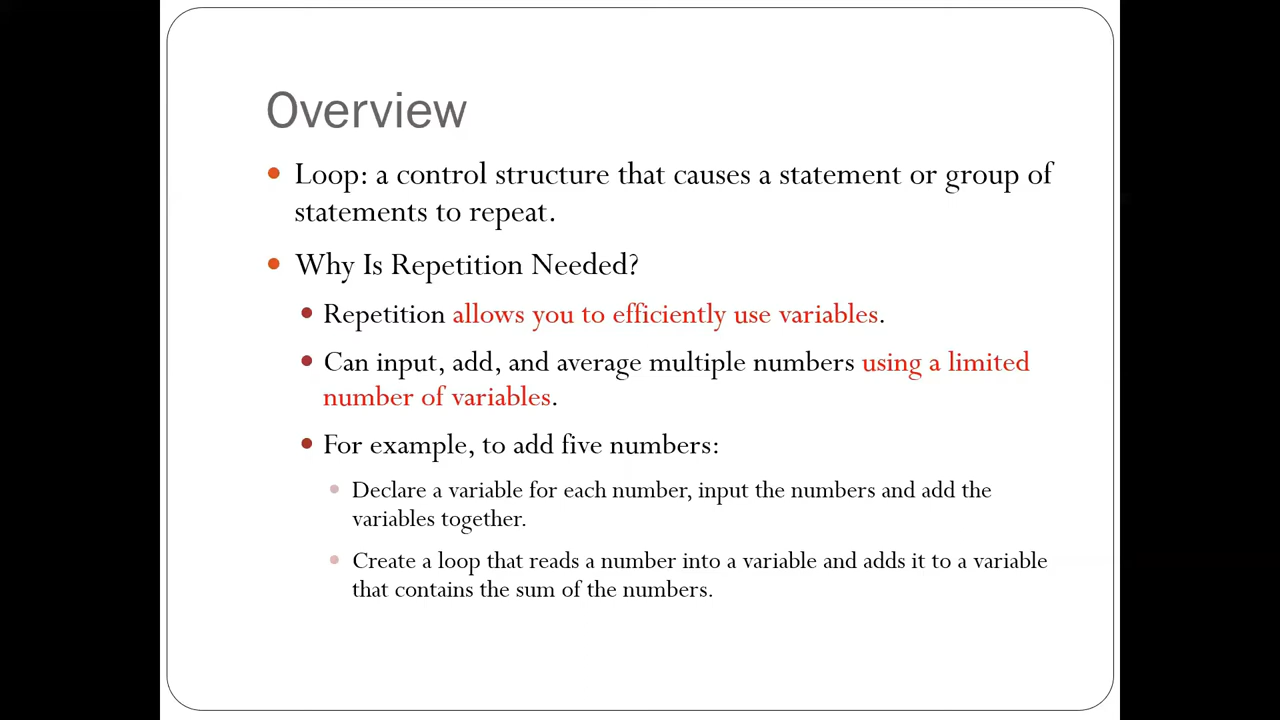 Overview
Loop: a control structure that causes a statement or group of
statements to repeat.
Why Is Repetition Needed?
Repetition allows you to efficiently use variables.
Can input, add, and average multiple numbers using a limited
number of variables.
For example, to add five numbers:
Declare a variable for each number, input the numbers and add the
variables together.
Create a loop that reads a number into a variable and adds it to a variable
that contains the sum of the numbers.